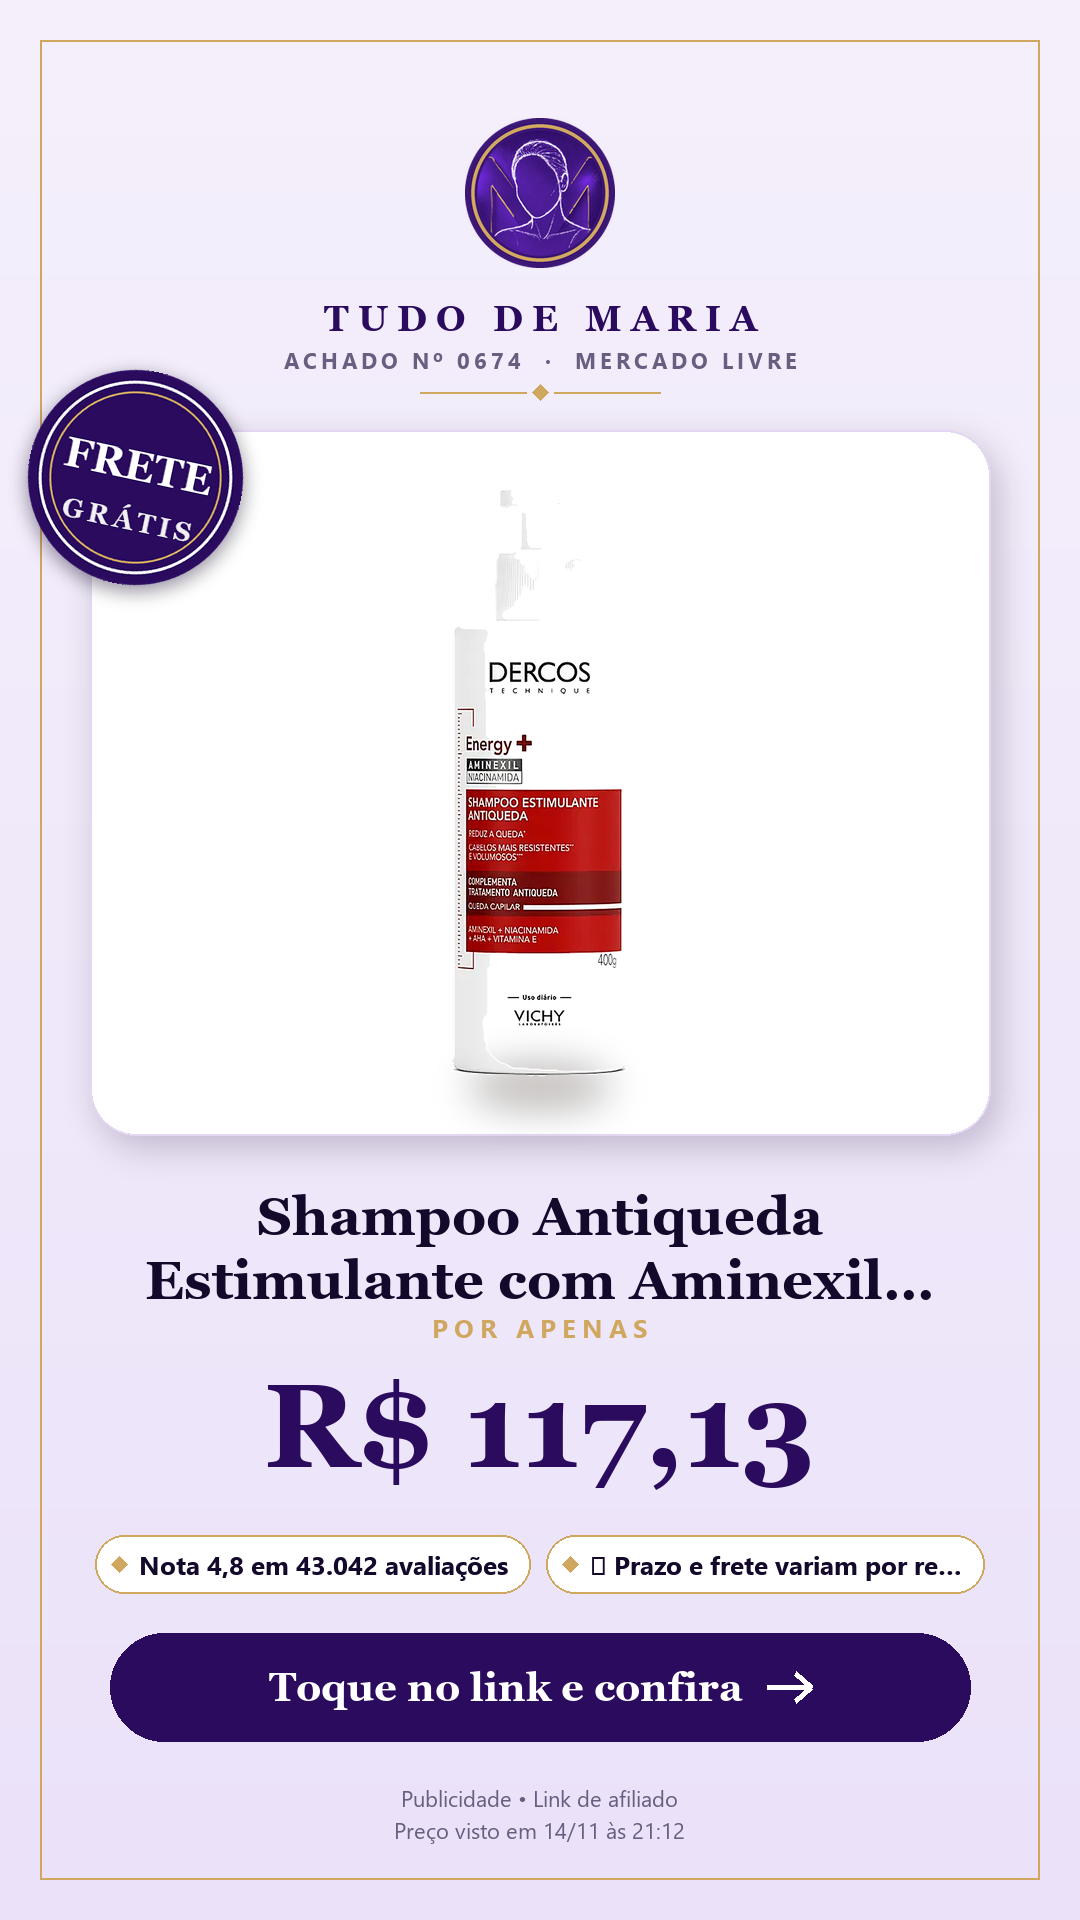 TUDO DE MARIA
ACHADO Nº 0674 · MERCADO LIVRE
FRETE
GRÁTIS
DERCOS
TECHNIQUE
Energy +
AMINEXIL
NIACINAMIDA
SHAMPOO ESTIMULANTE
ANTIQUEDA
REDUZ A QUEDA*
CABELOS MAIS RESISTENTES**
E VOLUMOSOS***
COMPLEMENTA
TRATAMENTO ANTIQUEDA
QUEDA CAPILAR
AMINEXIL + NIACINAMIDA
+ AHA + VITAMINA E
400g
Uso diário
VICHY
LABORATOIRES
Shampoo Antiqueda
Estimulante com Aminexil...
POR APENAS
R$ 117,13
Nota 4,8 em 43.042 avaliações
Prazo e frete variam por re...
Toque no link e confira →
Publicidade • Link de afiliado
Preço visto em 14/11 às 21:12